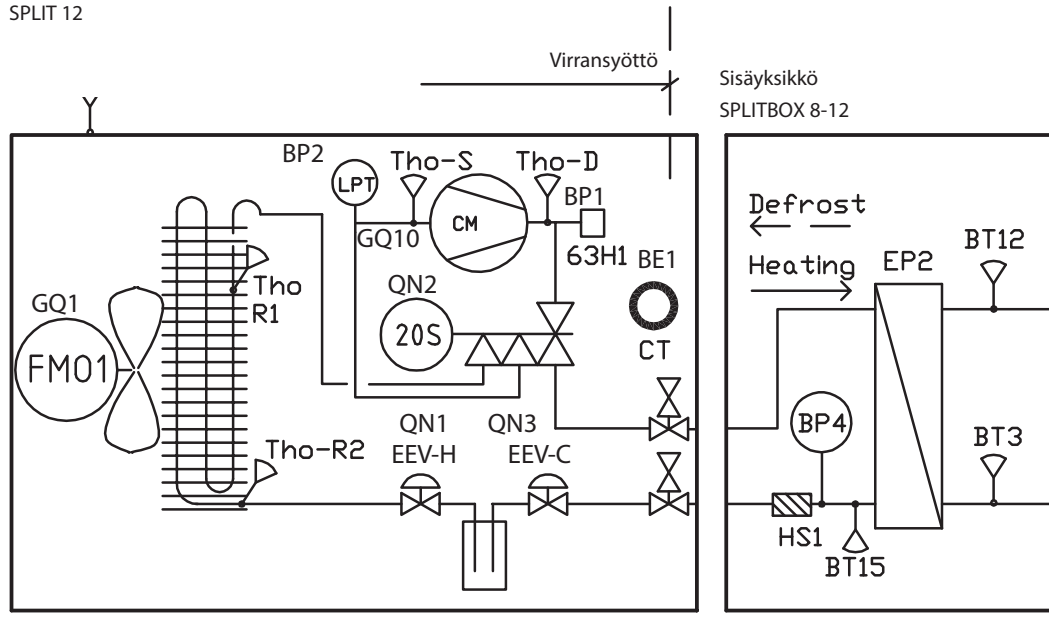 SPLIT 12
Virransyöttö
Sisäyksikkö
SPLITBOX 8-12
BP2
LPT
Tho-S
Tho-D
BP1
CM
GQ10
63H1
BE1
CT
Tho
R1
GQ1
FM01
QN2
20S
QN1
EEV-H
QN3
EEV-C
Tho-R2
Defrost
Heating
EP2
BT12
BP4
BT3
HS1
BT15